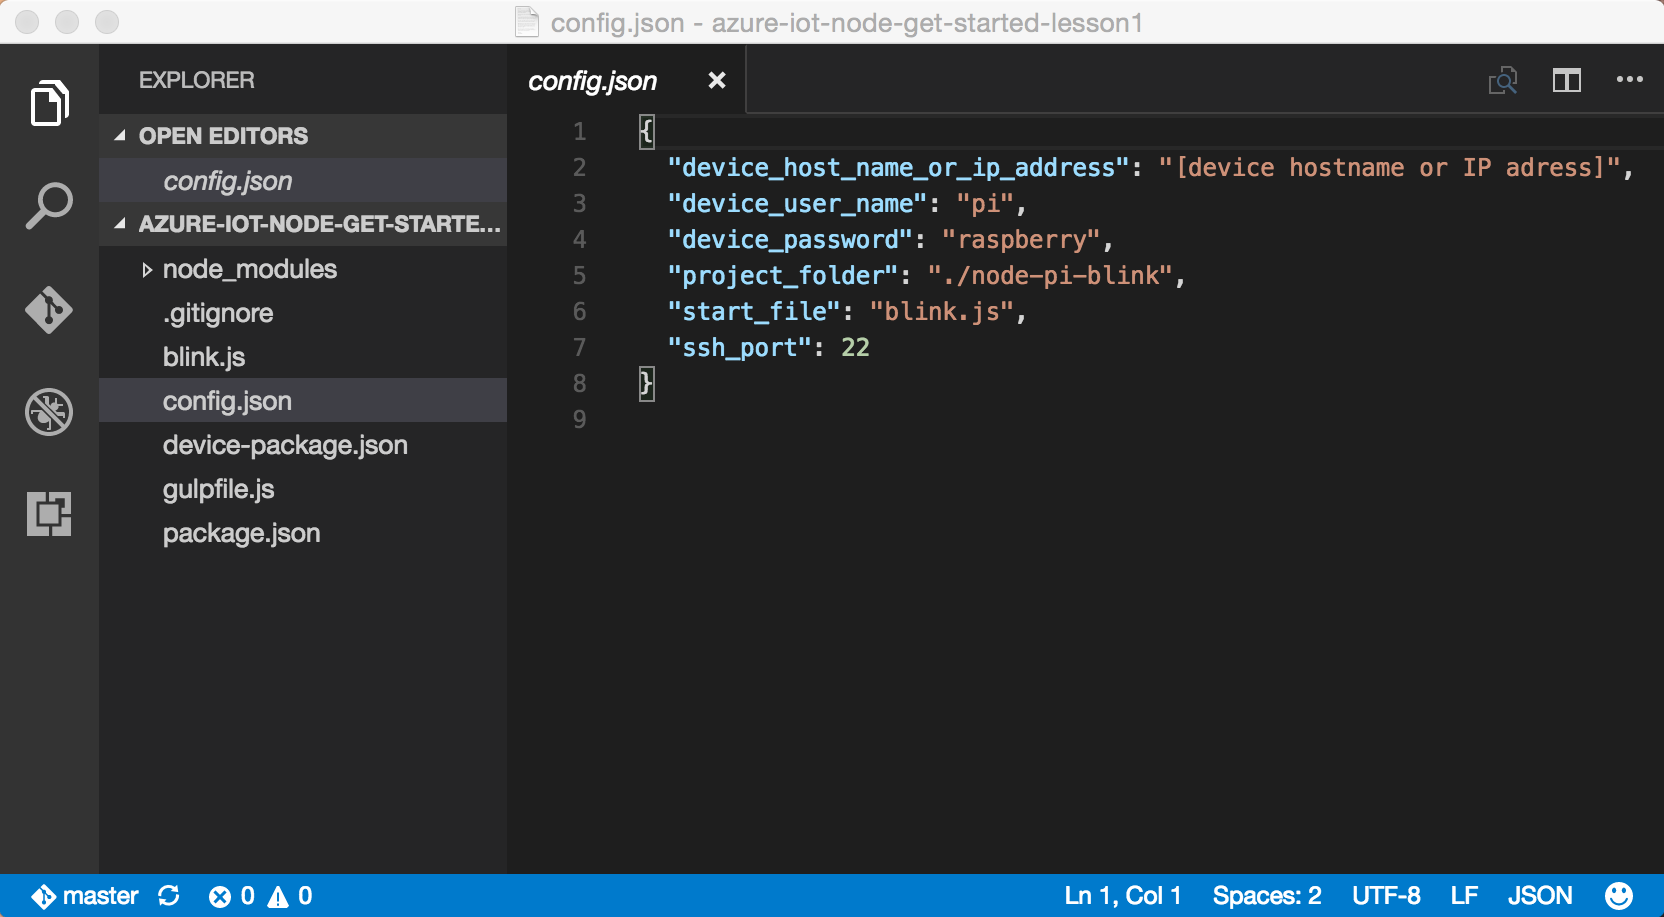 config.json - azure-iot-node-get-started-lesson1
EXPLORER
OPEN EDITORS
config.json
AZURE-IOT-NODE-GET-STARTE...
node_modules
.gitignore
blink.js
config.json
device-package.json
gulpfile.js
package.json
config.json
1 {
2 "device_host_name_or_ip_address": "[device hostname or IP adress]",
3 "device_user_name": "pi",
4 "device_password": "raspberry",
5 "project_folder": "./node-pi-blink",
6 "start_file": "blink.js",
7 "ssh_port": 22
8 }
9
master 0 0 Ln 1, Col 1 Spaces: 2 UTF-8 LF JSON